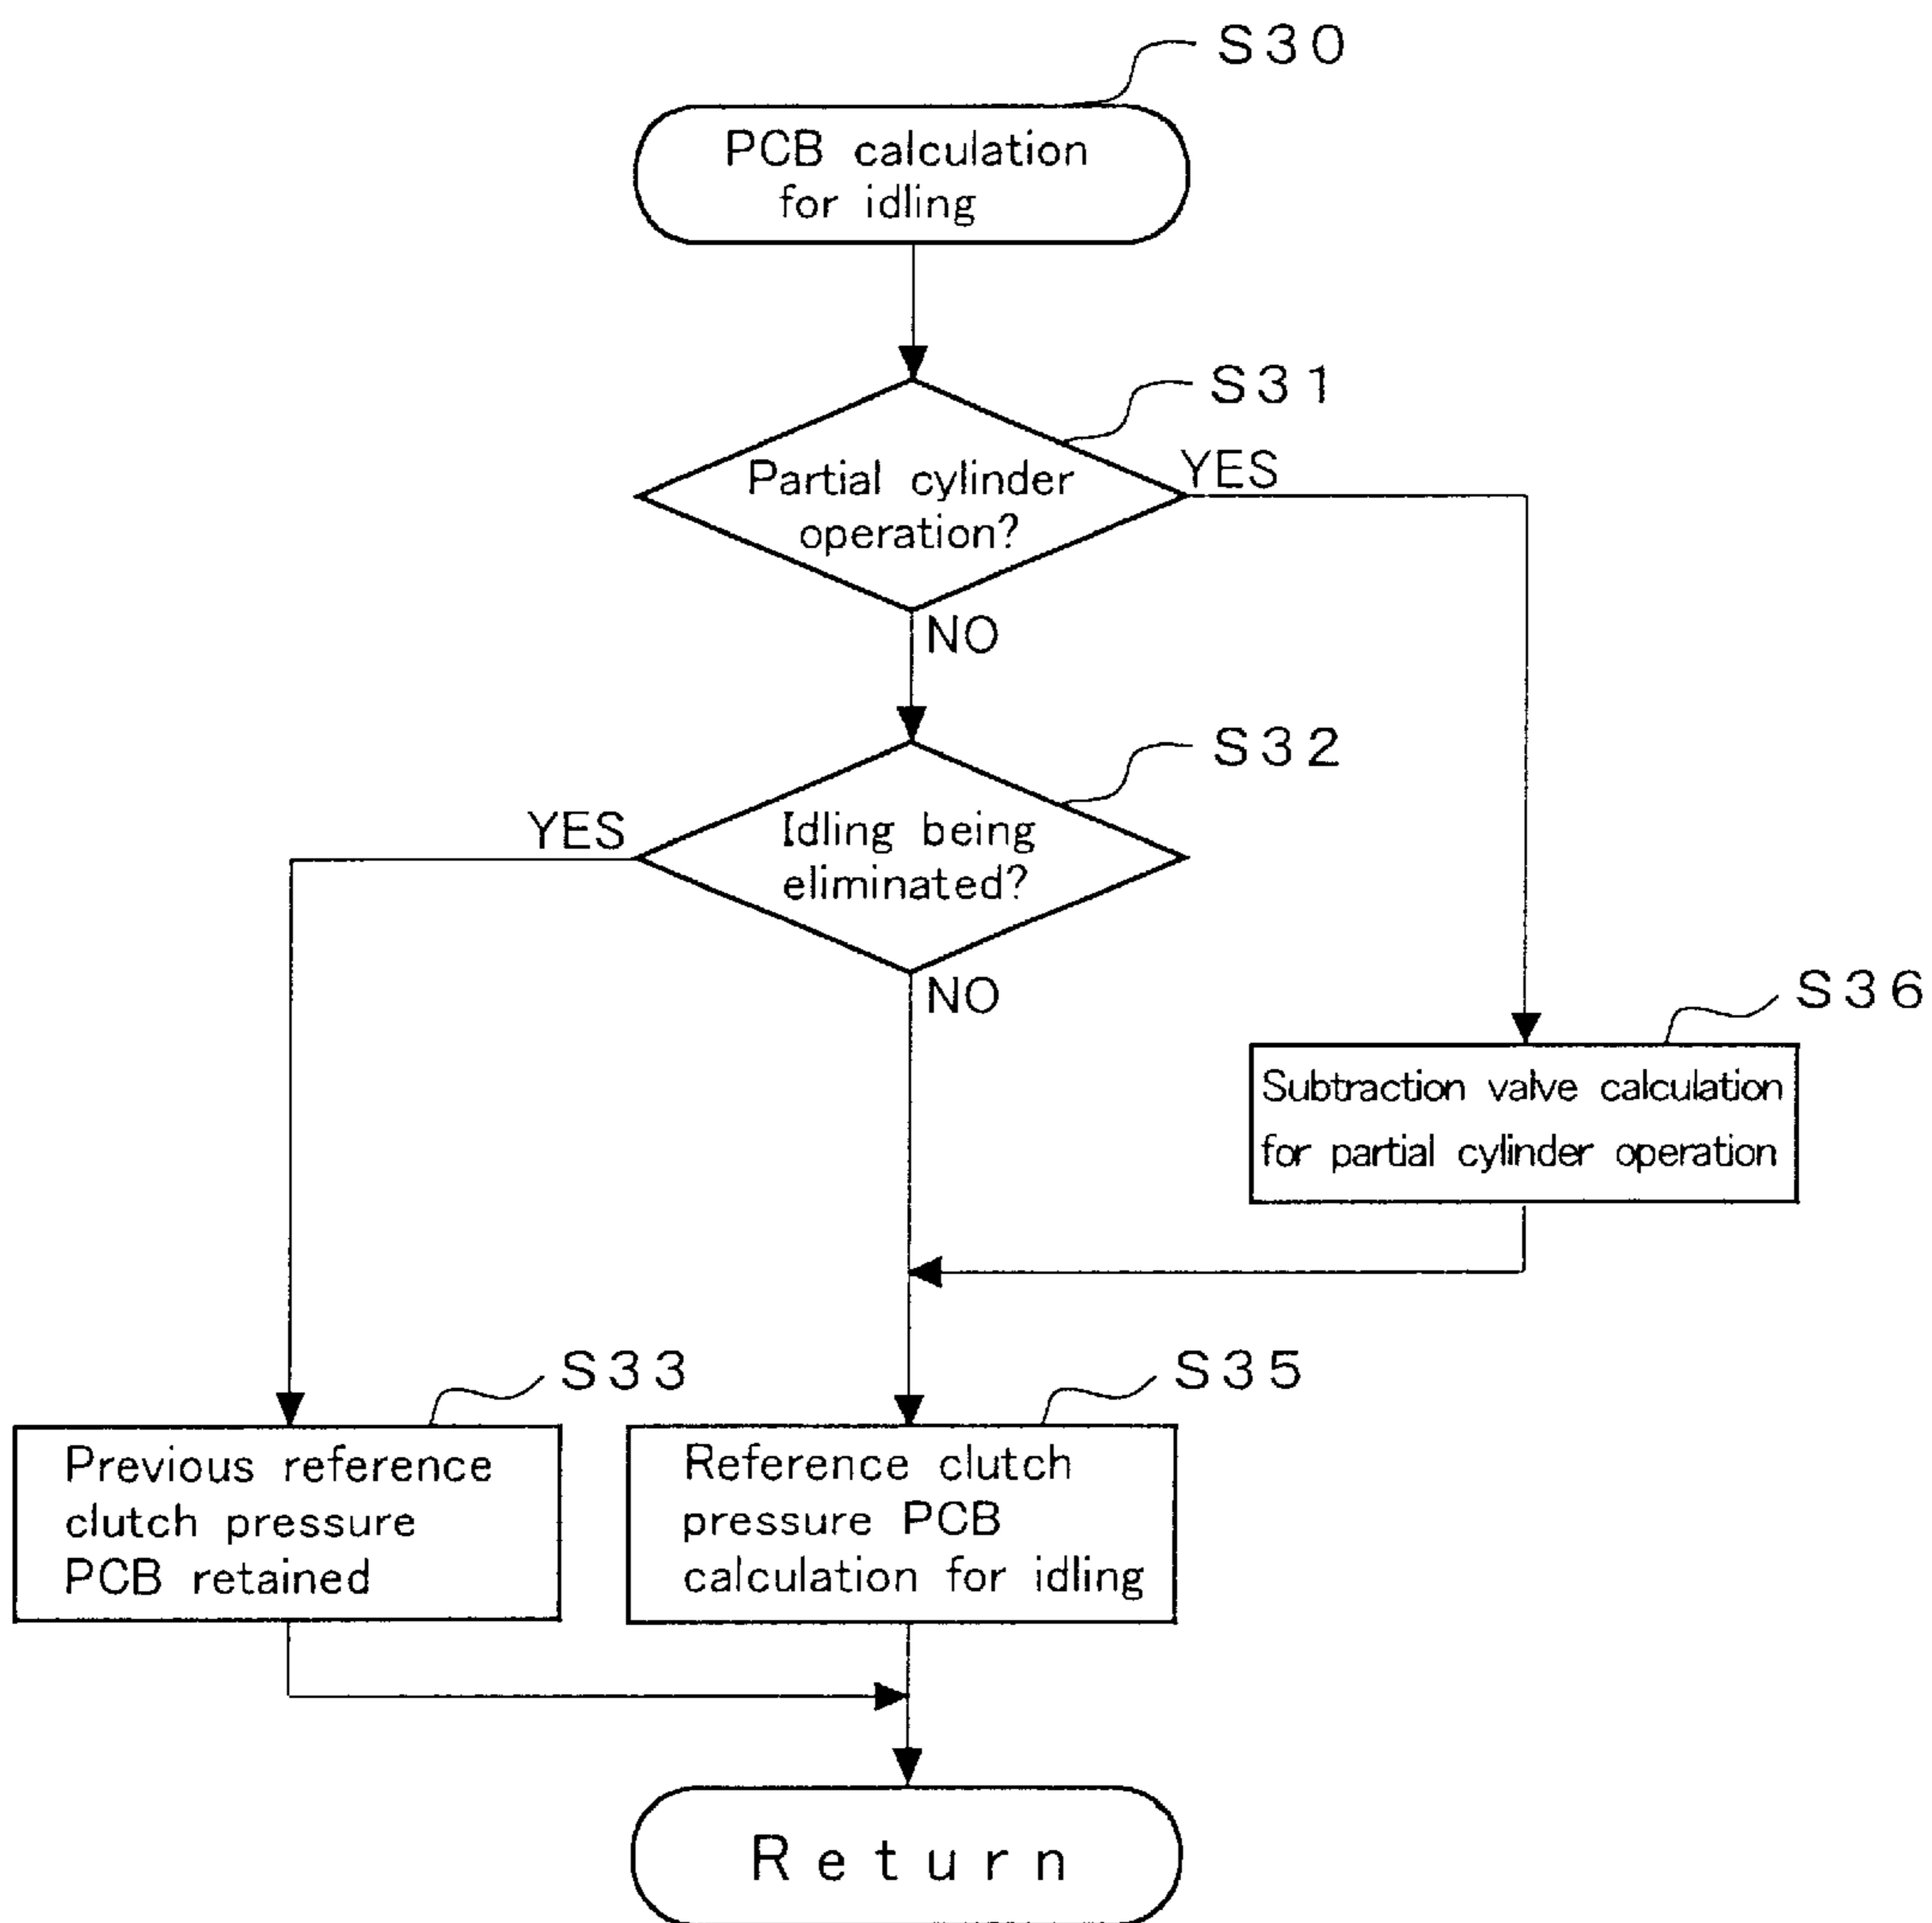 S30
PCB calculation
for idling
S31
Partial cylinder
operation?
YES
NO
S32
Idling being
eliminated?
YES
NO
S36
Subtraction valve calculation
for partial cylinder operation
S33
Previous reference
clutch pressure
PCB retained
S35
Reference clutch
pressure PCB
calculation for idling
Return